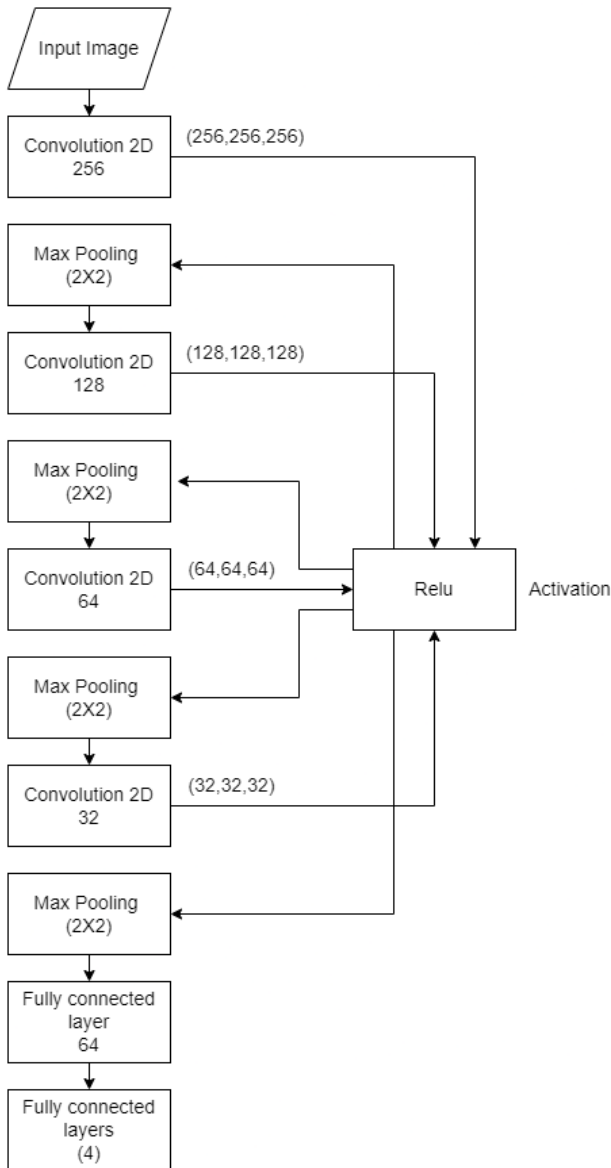 Input Image
Convolution 2D
256
(256,256,256)
Max Pooling
(2X2)
Convolution 2D
128
(128,128,128)
Max Pooling
(2X2)
Convolution 2D
64
(64,64,64)
Relu
Activation
Max Pooling
(2X2)
Convolution 2D
32
(32,32,32)
Max Pooling
(2X2)
Fully connected
layer
64
Fully connected
layers
(4)